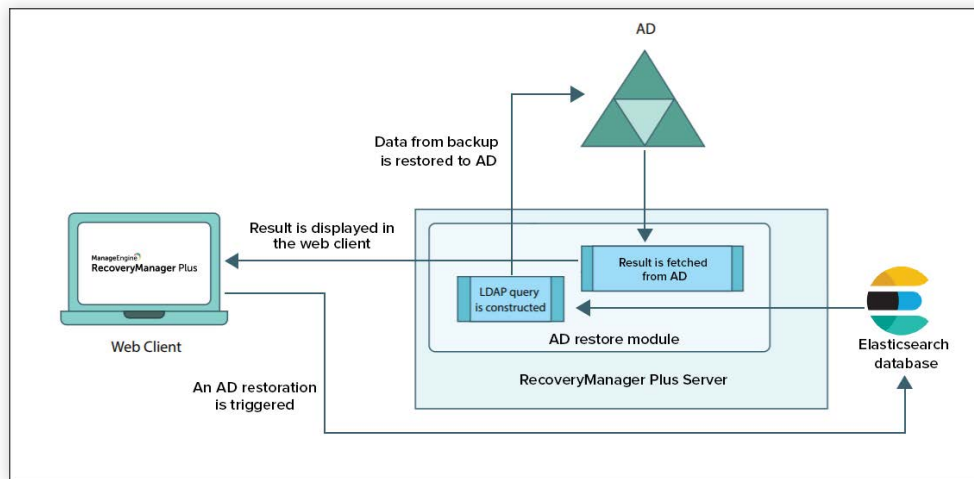 AD
Data from backup
is restored to AD
Result is displayed in
the web client
ManageEngine
RecoveryManager Plus
Result is fetched
from AD
LDAP query
is constructed
AD restore module
Web Client
Elasticsearch
database
RecoveryManager Plus Server
An AD restoration
is triggered